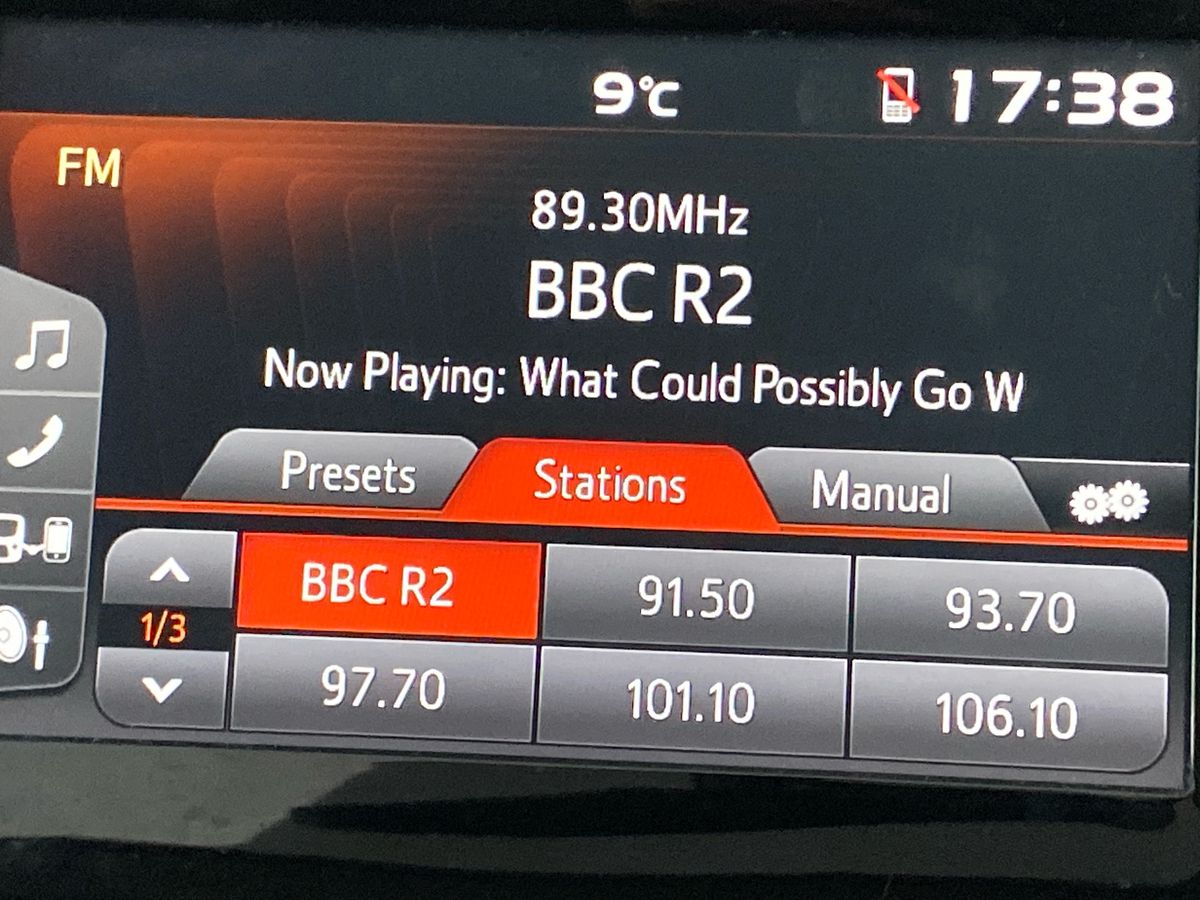 9°C 17:38
FM
89.30MHz
BBC R2
Now Playing: What Could Possibly Go W
Presets Stations Manual
BBC R2 91.50 93.70
1/3
97.70 101.10 106.10